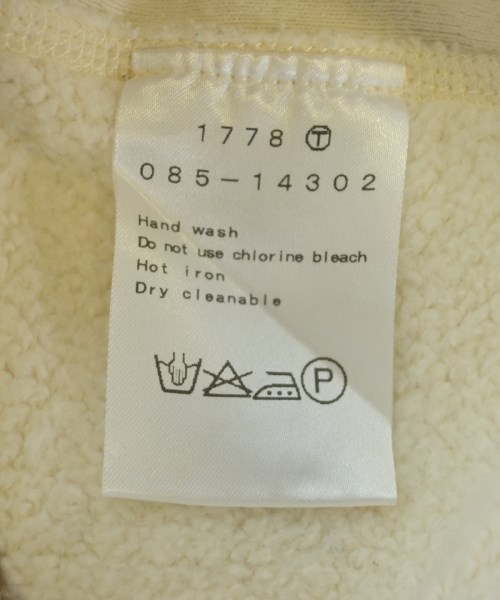 1778 Ⓣ
085-14302
Hand wash
Do not use chlorine bleach
Hot iron
Dry cleanable
P